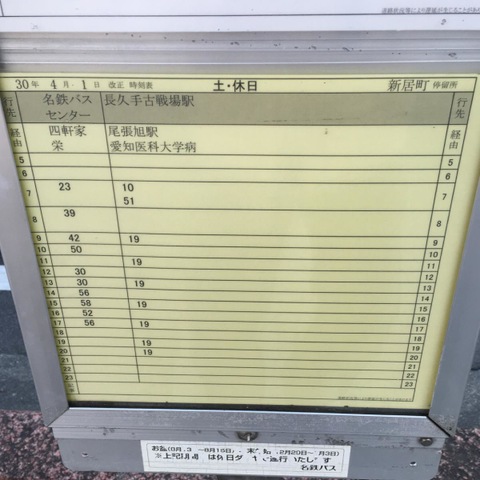 30年 4月・1日 改正 時刻表 土・休日 新居町 停留所
行先 名鉄バスセンター 長久手古戦場駅 行先
経由 四軒家 栄 尾張旭駅 愛知医科大学病 経由
5 5
6 6
7 23 10 7
51
8 39 8
9 42 19 9
10 50 10
11 19 11
12 30 12
13 30 19 13
14 56 14
15 58 19 15
16 52 16
17 56 19 17
18 18
19 19 19
20 19 20
21 21
22 22
23 23
名鉄バス